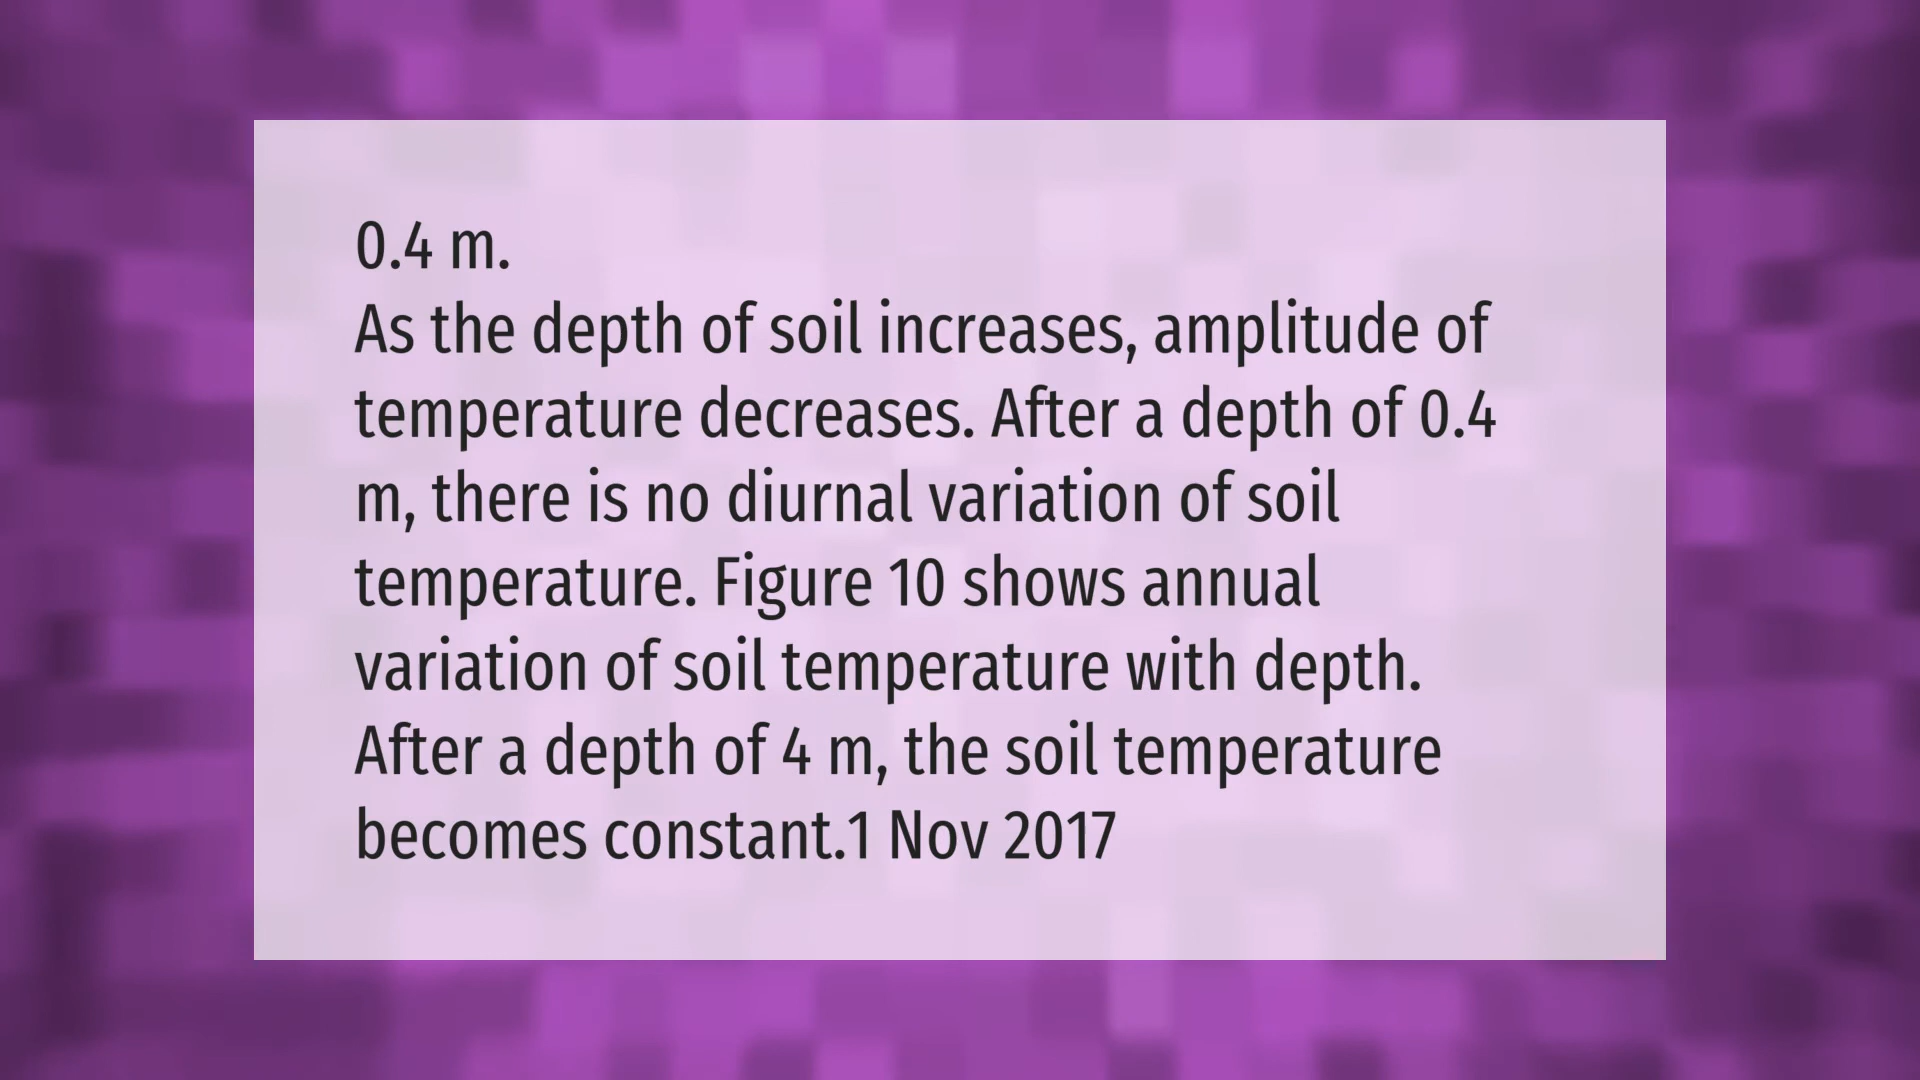 0.4 m.
As the depth of soil increases, amplitude of
temperature decreases. After a depth of 0.4
m, there is no diurnal variation of soil
temperature. Figure 10 shows annual
variation of soil temperature with depth.
After a depth of 4 m, the soil temperature
becomes constant.1 Nov 2017